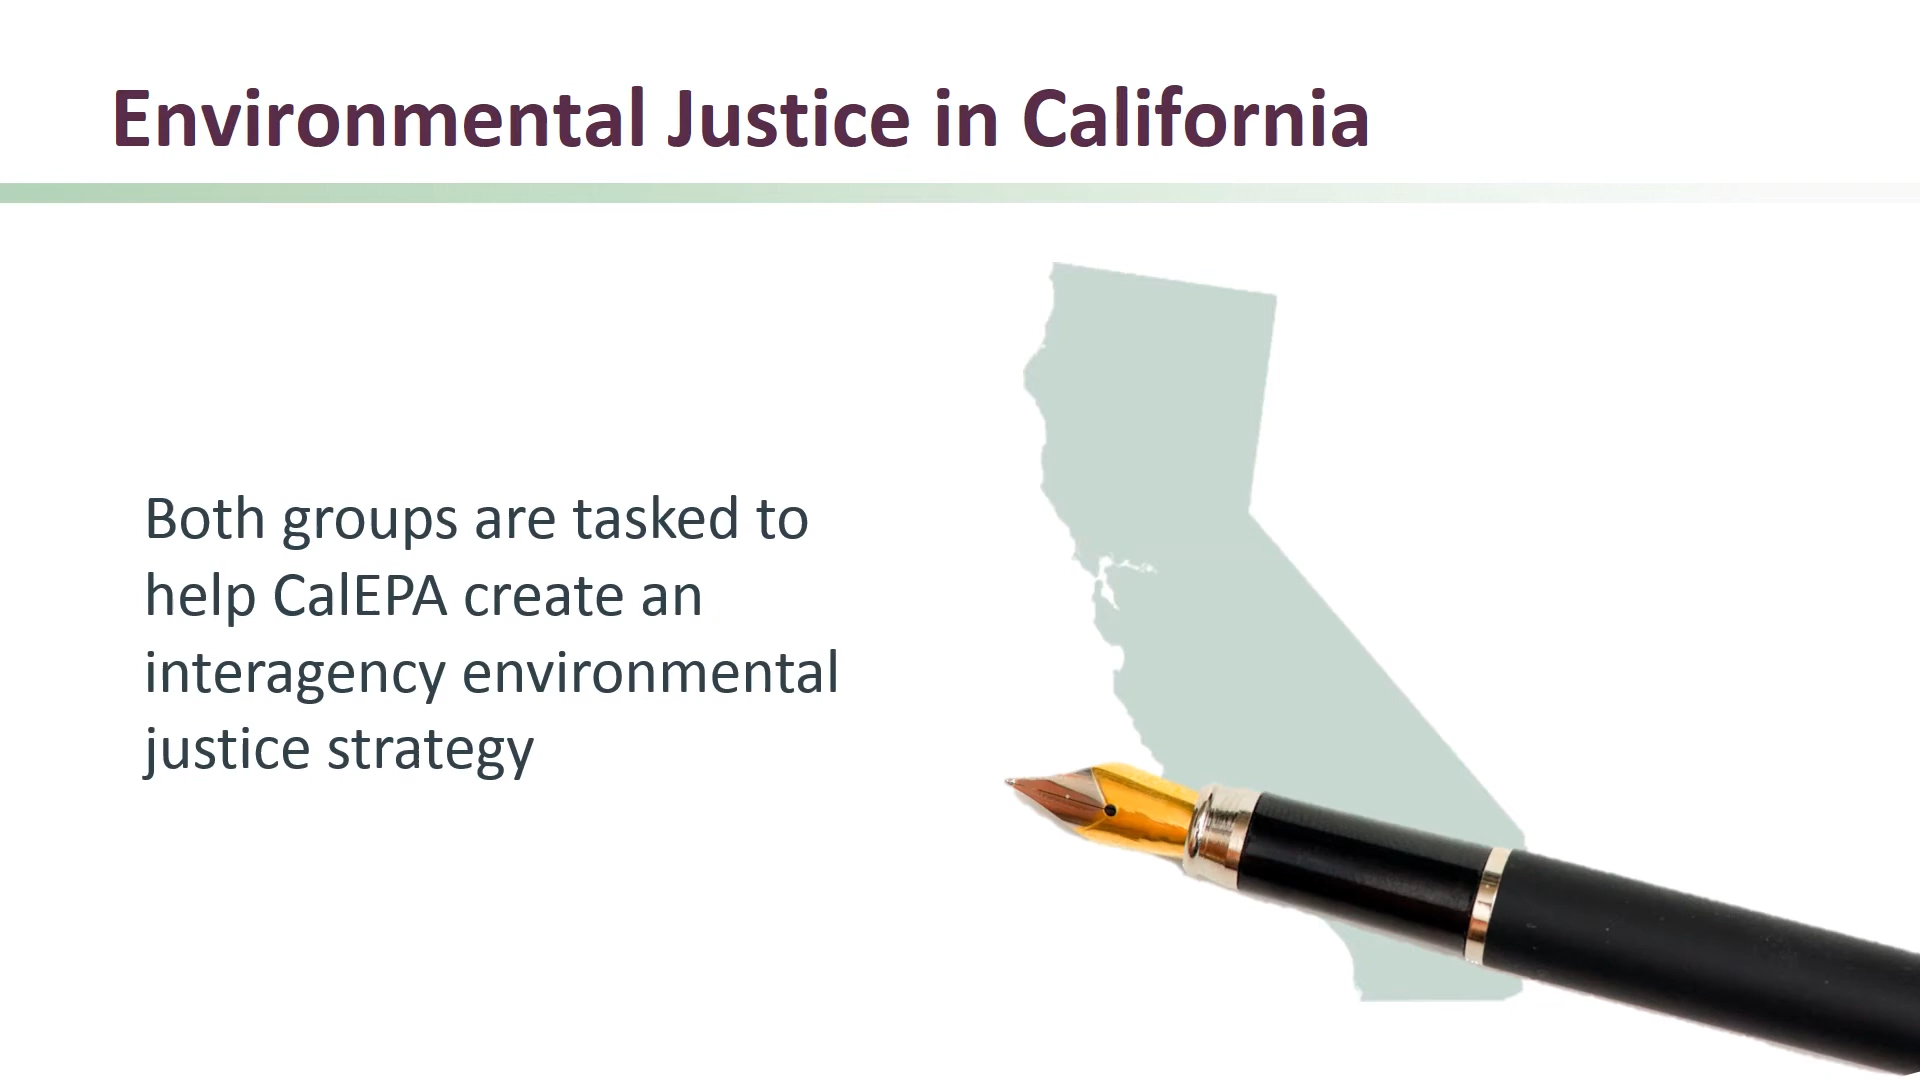 Environmental Justice in California
Both groups are tasked to
help CalEPA create an
interagency environmental
justice strategy